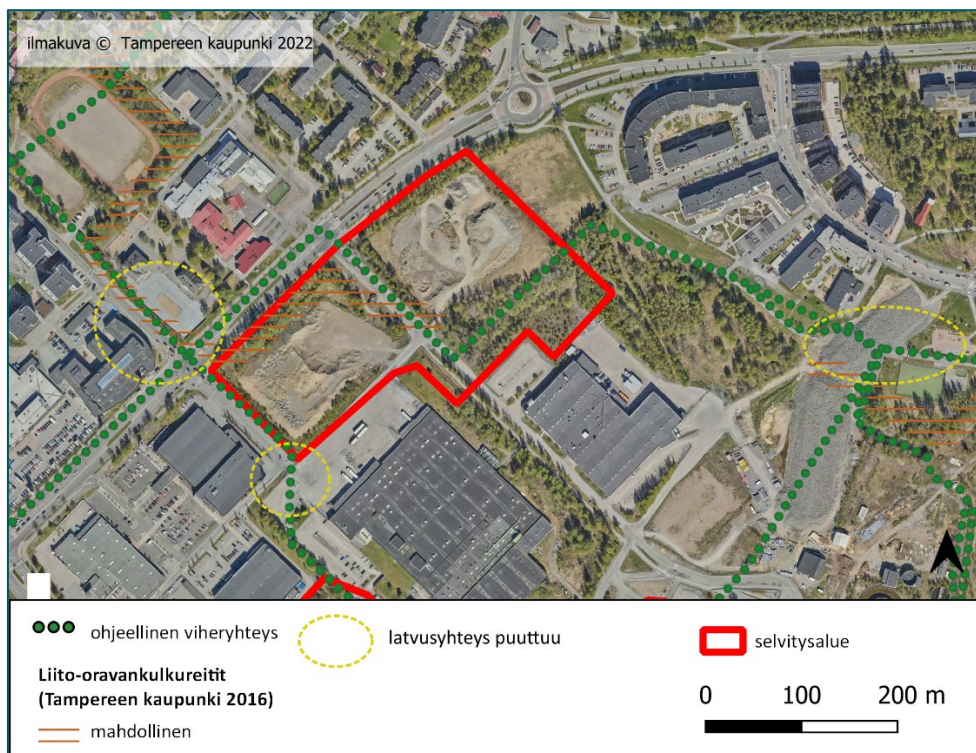 ilmakuva © Tampereen kaupunki 2022
ohjeellinen viheryhteys
latvusyhteys puuttuu
selvitysalue
Liito-oravankulkureitit
(Tampereen kaupunki 2016)
mahdollinen
0 100 200 m